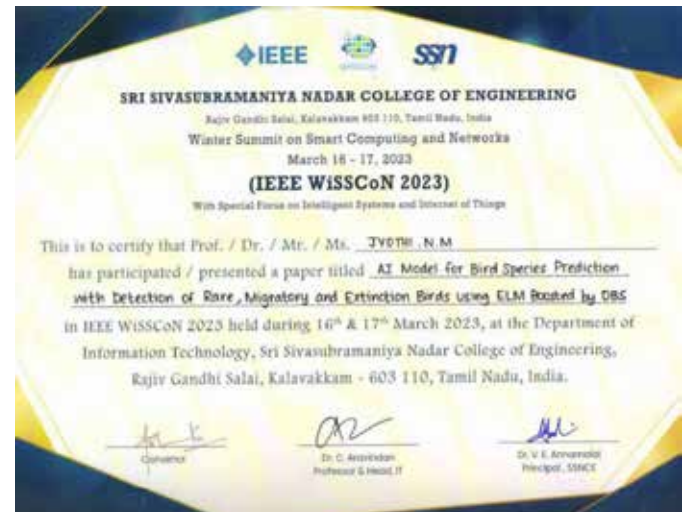 IEEE
SSN
SRI SIVASUBRAMANIYA NADAR COLLEGE OF ENGINEERING
Rajiv Gandhi Salai, Kalavakkam 603 110, Tamil Nadu, India
Winter Summit on Smart Computing and Networks
March 16 - 17, 2023
(IEEE WiSSCoN 2023)
With Special Focus on Intelligent Systems and Internet of Things
This is to certify that Prof. / Dr. / Mr. / Ms. JYOTHI .N.M
has participated / presented a paper titled AI Model for Bird Species Prediction
with Detection of Rare, Migratory and Extinction Birds using ELM Boosted by OBS
in IEEE WiSSCoN 2023 held during 16th & 17th March 2023, at the Department of
Information Technology, Sri Sivasubramaniya Nadar College of Engineering,
Rajiv Gandhi Salai, Kalavakkam - 603 110, Tamil Nadu, India.
Convenor
Dr. C. Aravindan
Professor & Head, IT
Dr. V. E. Annamalai
Principal, SSNCE